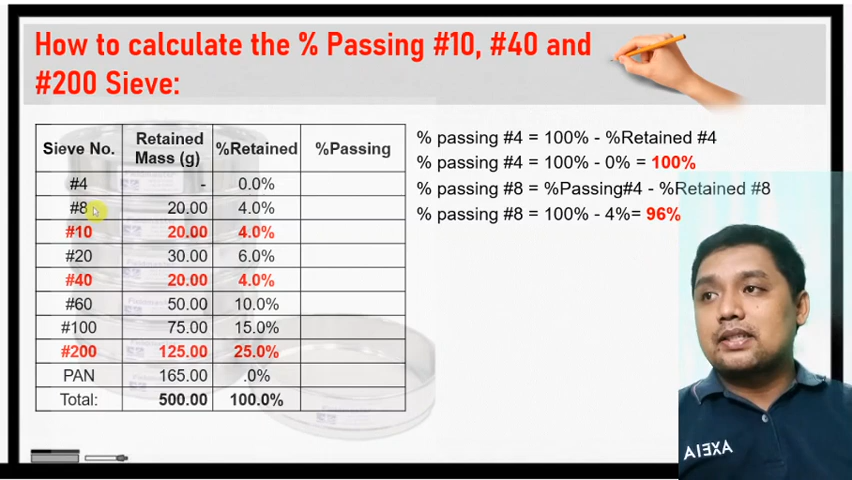 How to calculate the % Passing #10, #40 and
#200 Sieve:
Sieve No. Retained Mass (g) %Retained %Passing
#4 - 0.0%
#8 20.00 4.0%
#10 20.00 4.0%
#20 30.00 6.0%
#40 20.00 4.0%
#60 50.00 10.0%
#100 75.00 15.0%
#200 125.00 25.0%
PAN 165.00 .0%
Total: 500.00 100.0%
% passing #4 = 100% - %Retained #4
% passing #4 = 100% - 0% = 100%
% passing #8 = %Passing#4 - %Retained #8
% passing #8 = 100% - 4%= 96%
AXEIA